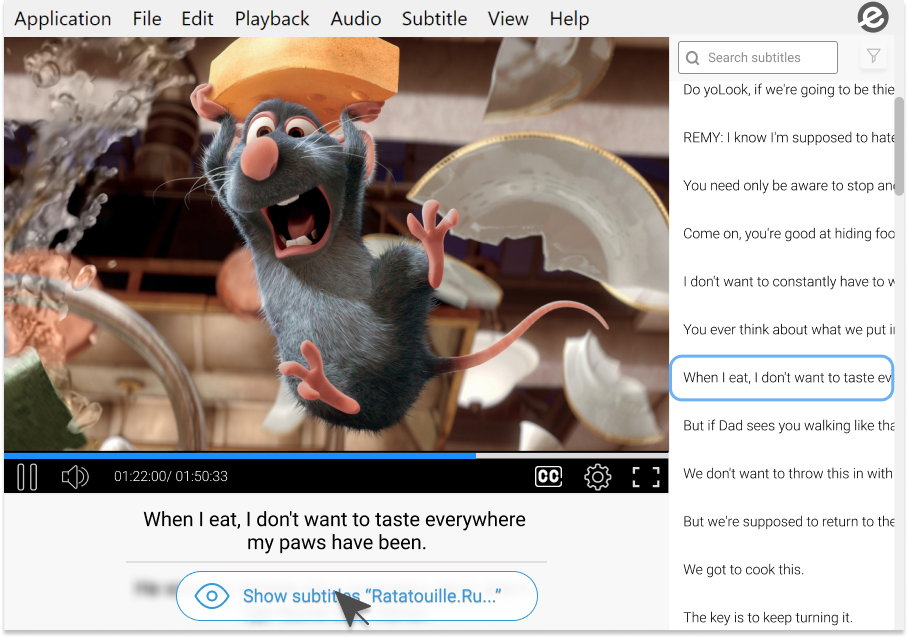 Application File Edit Playback Audio Subtitle View Help
e
Search subtitles
Do yoLook, if we're going to be thie
REMY: I know I'm supposed to hate
You need only be aware to stop an
Come on, you're good at hiding foo
I don't want to constantly have to w
You ever think about what we put i
When I eat, I don't want to taste ev
But if Dad sees you walking like tha
We don't want to throw this in with
But we're supposed to return to the
We got to cook this.
The key is to keep turning it.
01:22:00/ 01:50:33
CC
When I eat, I don't want to taste everywhere
my paws have been.
Show subtitles “Ratatouille.Ru...”